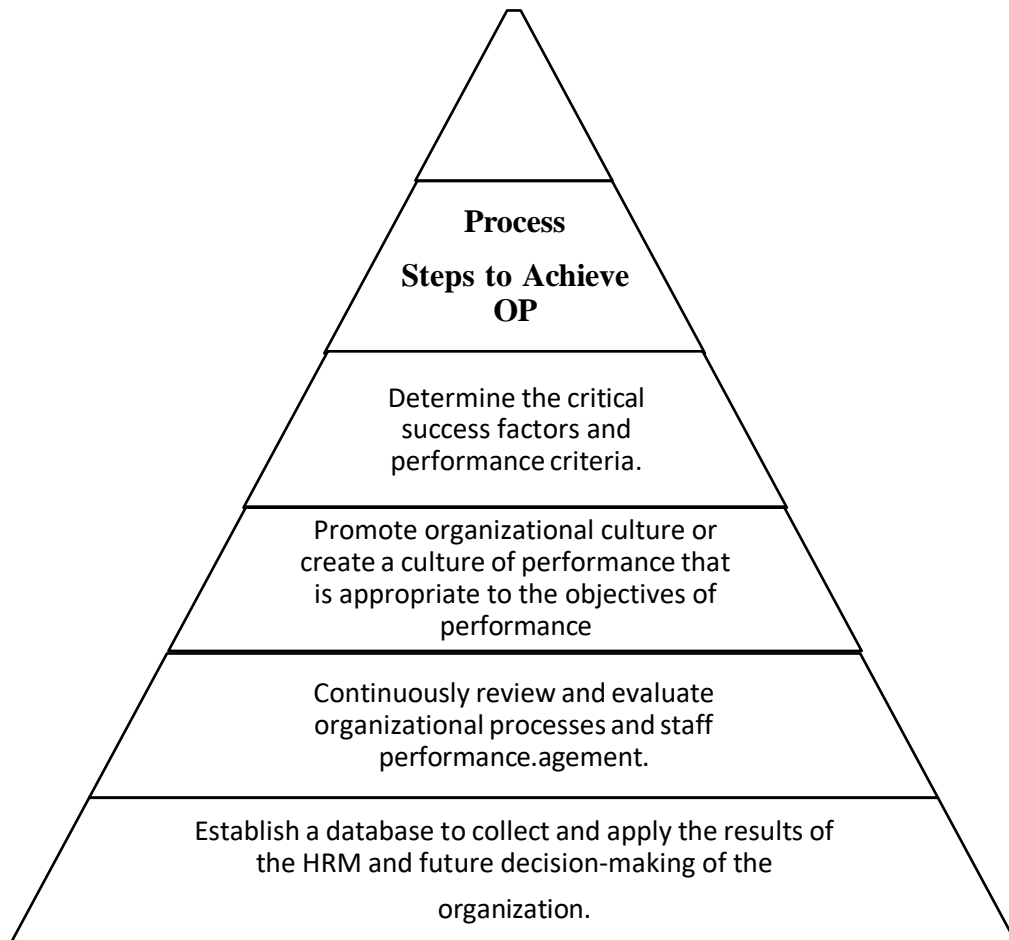 Process
Steps to Achieve
OP
Determine the critical
success factors and
performance criteria.
Promote organizational culture or
create a culture of performance that
is appropriate to the objectives of
performance
Continuously review and evaluate
organizational processes and staff
performance.agement.
Establish a database to collect and apply the results of
the HRM and future decision-making of the
organization.